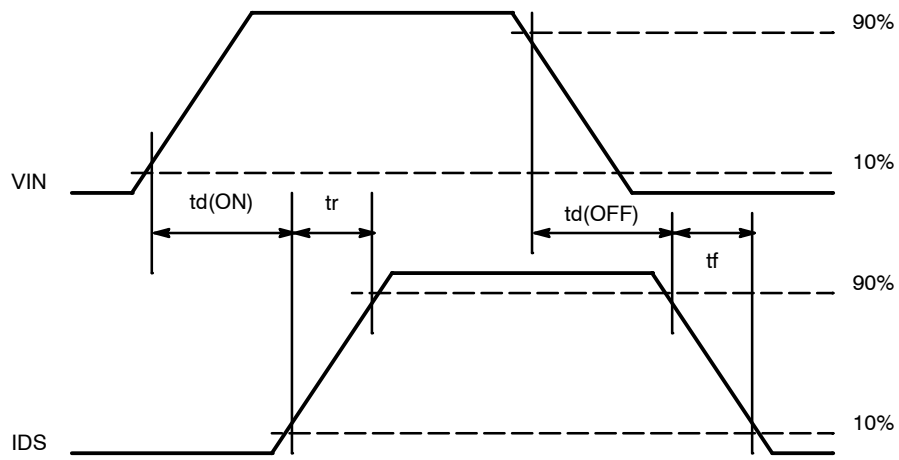 90%
10%
VIN
td(ON)
tr
td(OFF)
tf
90%
10%
IDS